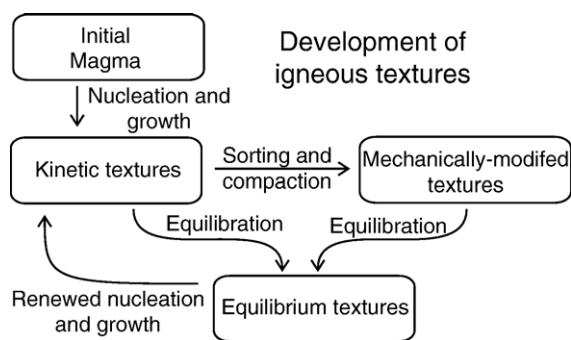 Initial
Magma
Development of
igneous textures
Nucleation and
growth
Kinetic textures
Sorting and
compaction
Mechanically-modifed
textures
Equilibration
Equilibration
Renewed nucleation
and growth
Equilibrium textures